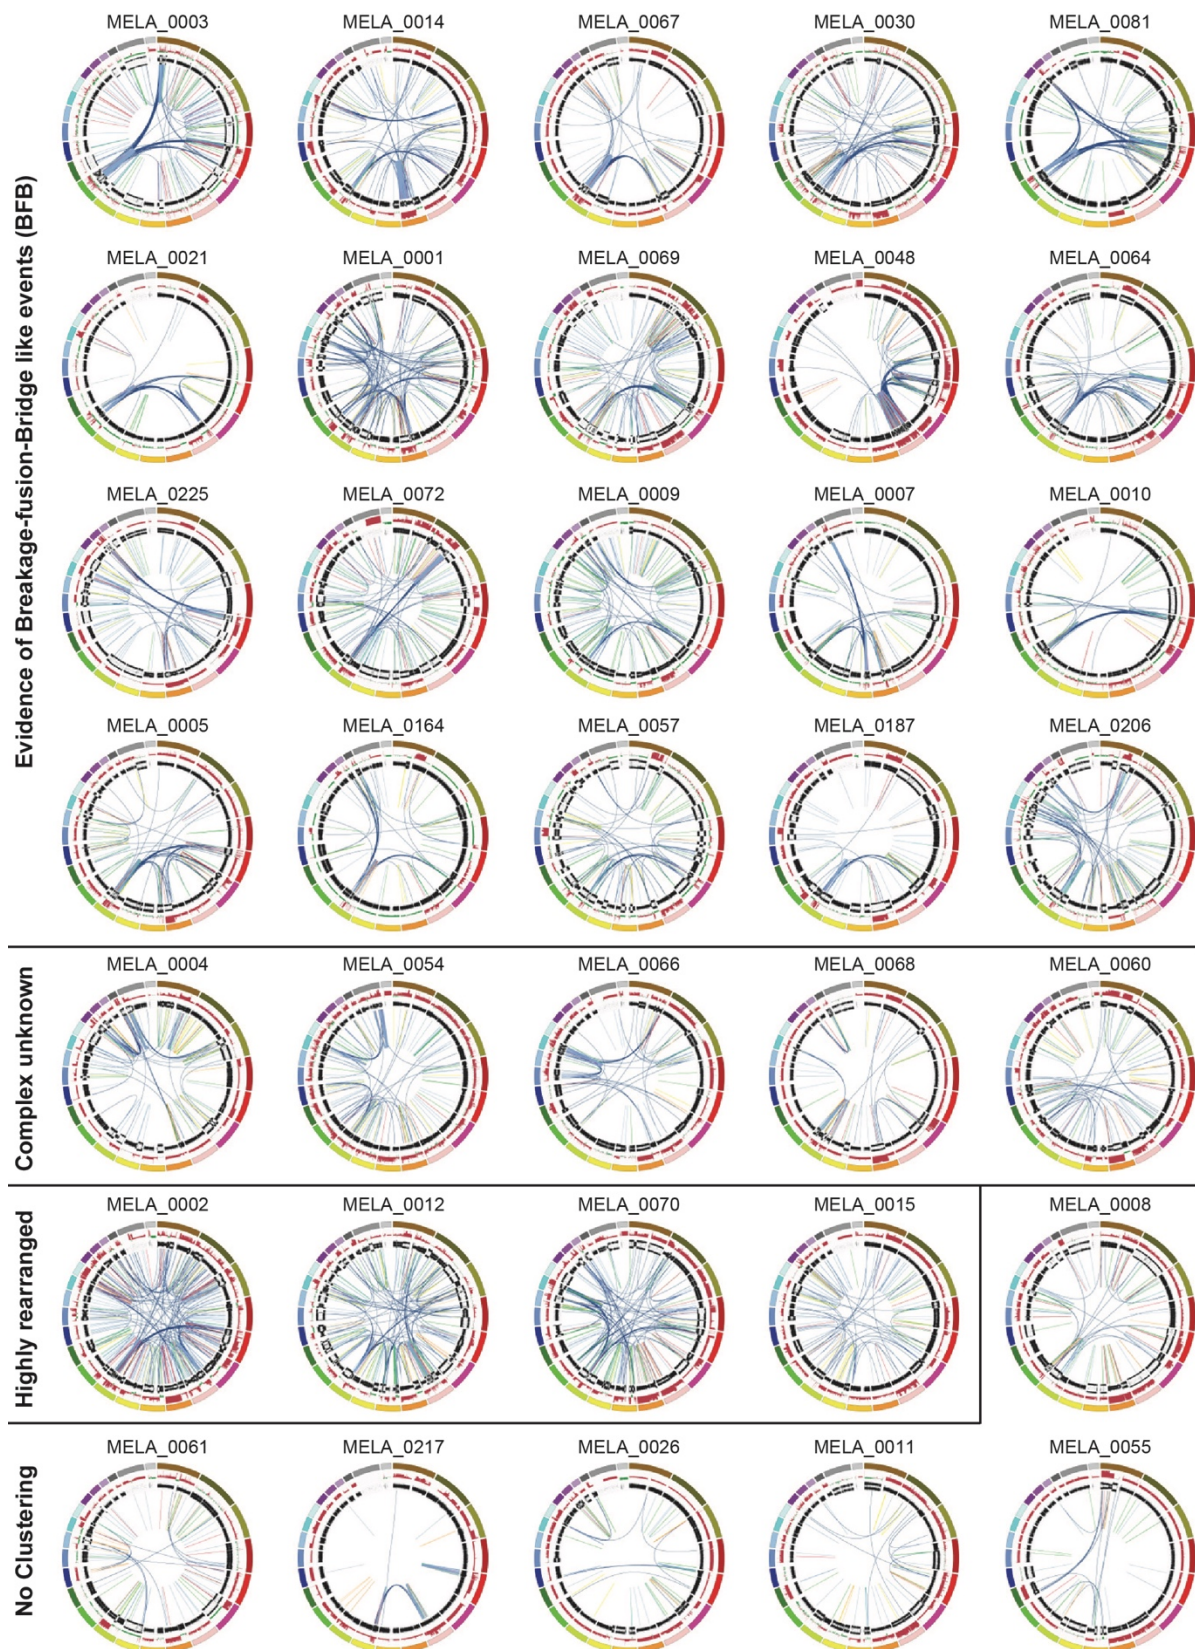 Evidence of Breakage-fusion-Bridge like events (BFB)
MELA_0003 MELA_0014 MELA_0067 MELA_0030 MELA_0081
MELA_0021 MELA_0001 MELA_0069 MELA_0048 MELA_0064
MELA_0225 MELA_0072 MELA_0009 MELA_0007 MELA_0010
MELA_0005 MELA_0164 MELA_0057 MELA_0187 MELA_0206
Complex unknown
MELA_0004 MELA_0054 MELA_0066 MELA_0068 MELA_0060
Highly rearranged
MELA_0002 MELA_0012 MELA_0070 MELA_0015 MELA_0008
No Clustering
MELA_0061 MELA_0217 MELA_0026 MELA_0011 MELA_0055